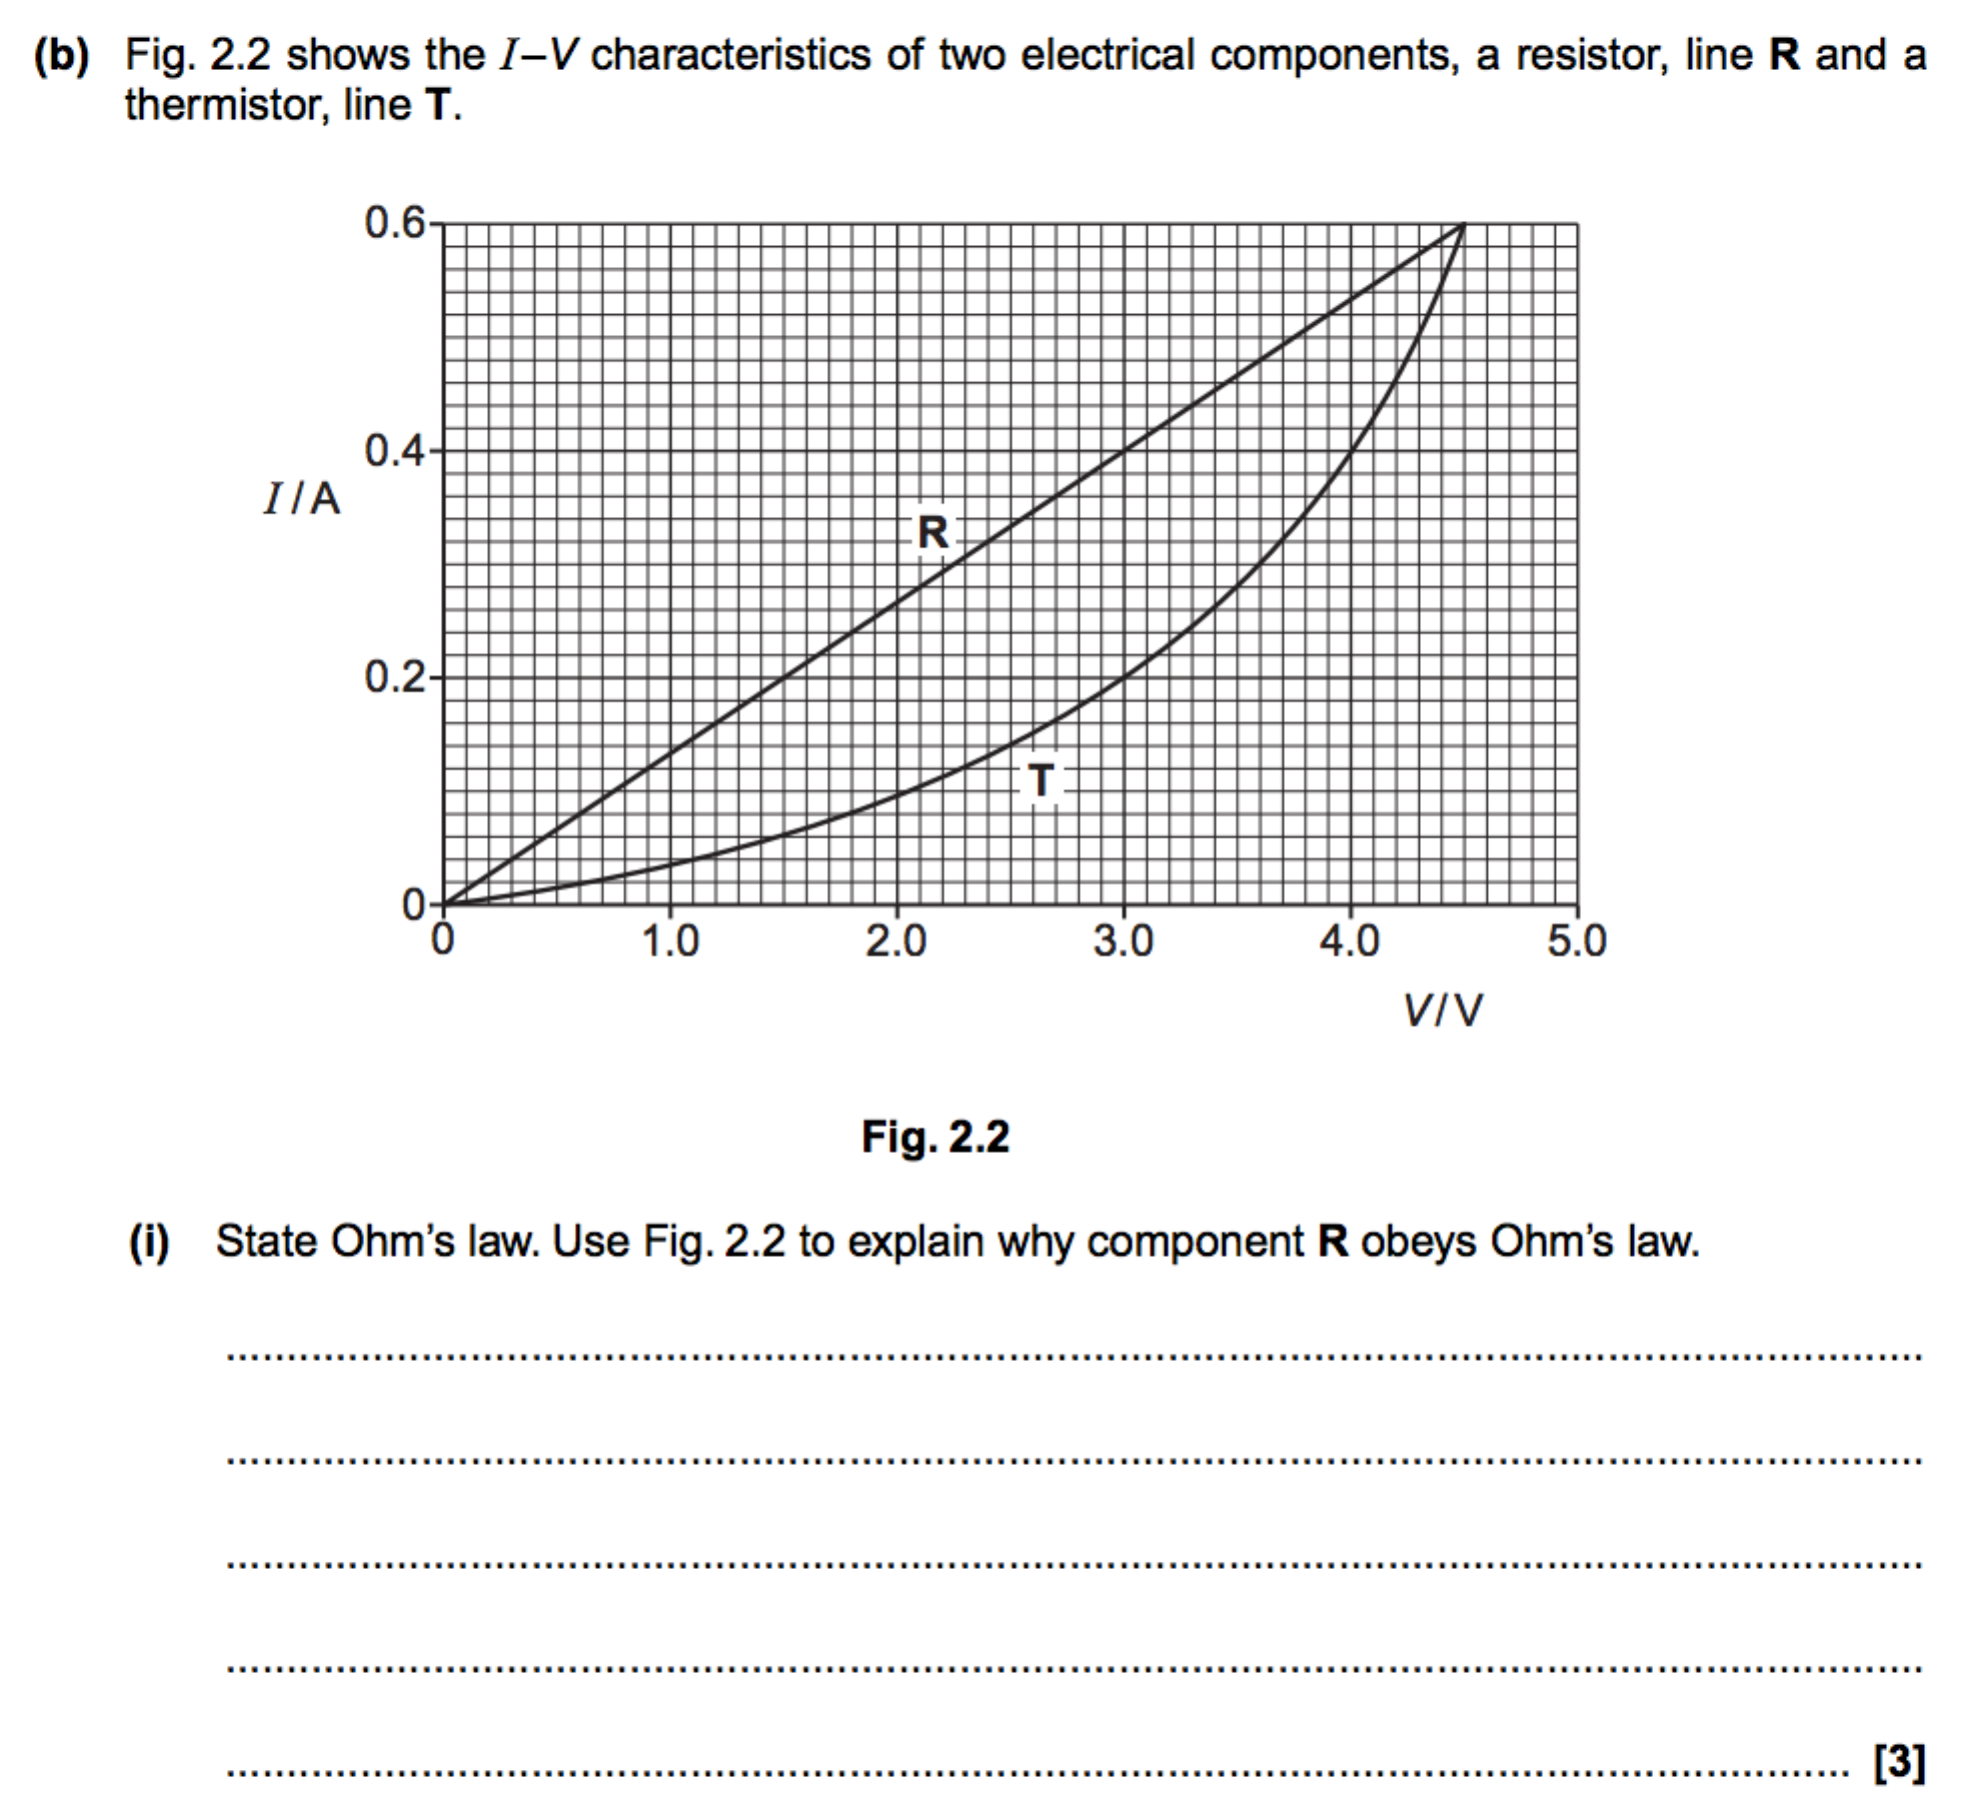 (b) Fig. 2.2 shows the I–V characteristics of two electrical components, a resistor, line R and a
thermistor, line T.
0.6
0.4
I / A
R
0.2
T
0
0 1.0 2.0 3.0 4.0 5.0
V / V
Fig. 2.2
(i) State Ohm’s law. Use Fig. 2.2 to explain why component R obeys Ohm’s law.
..........................................................................................................................................
..........................................................................................................................................
..........................................................................................................................................
..........................................................................................................................................
.................................................................................................................................... [3]